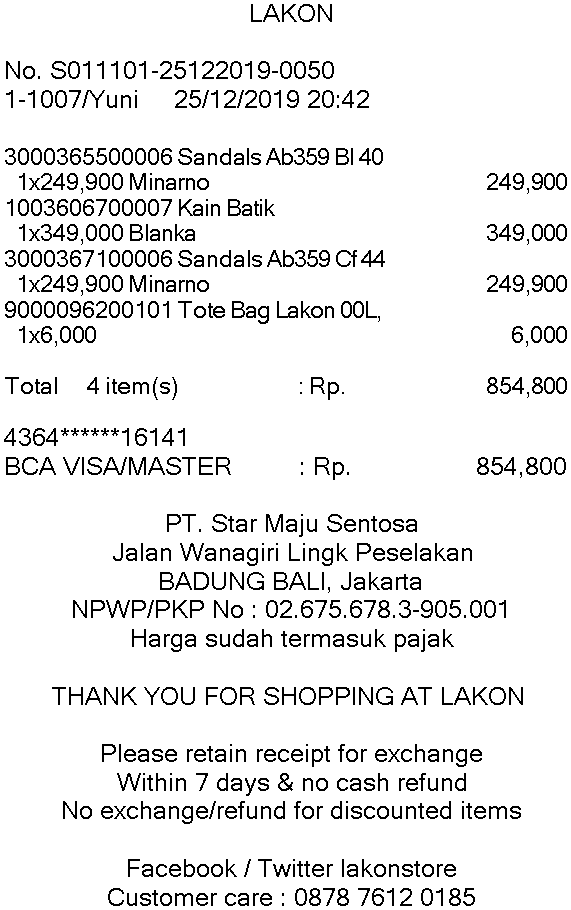 LAKON
No. S011101-25122019-0050
1-1007/Yuni 25/12/2019 20:42
3000365500006 Sandals Ab359 Bl 40
1x249,900 Minarno 249,900
1003606700007 Kain Batik
1x349,000 Blanka 349,000
3000367100006 Sandals Ab359 Cf 44
1x249,900 Minarno 249,900
9000096200101 Tote Bag Lakon 00L,
1x6,000 6,000
Total 4 item(s) : Rp. 854,800
4364******16141
BCA VISA/MASTER : Rp. 854,800
PT. Star Maju Sentosa
Jalan Wanagiri Lingk Peselakan
BADUNG BALI, Jakarta
NPWP/PKP No : 02.675.678.3-905.001
Harga sudah termasuk pajak
THANK YOU FOR SHOPPING AT LAKON
Please retain receipt for exchange
Within 7 days & no cash refund
No exchange/refund for discounted items
Facebook / Twitter lakonstore
Customer care : 0878 7612 0185